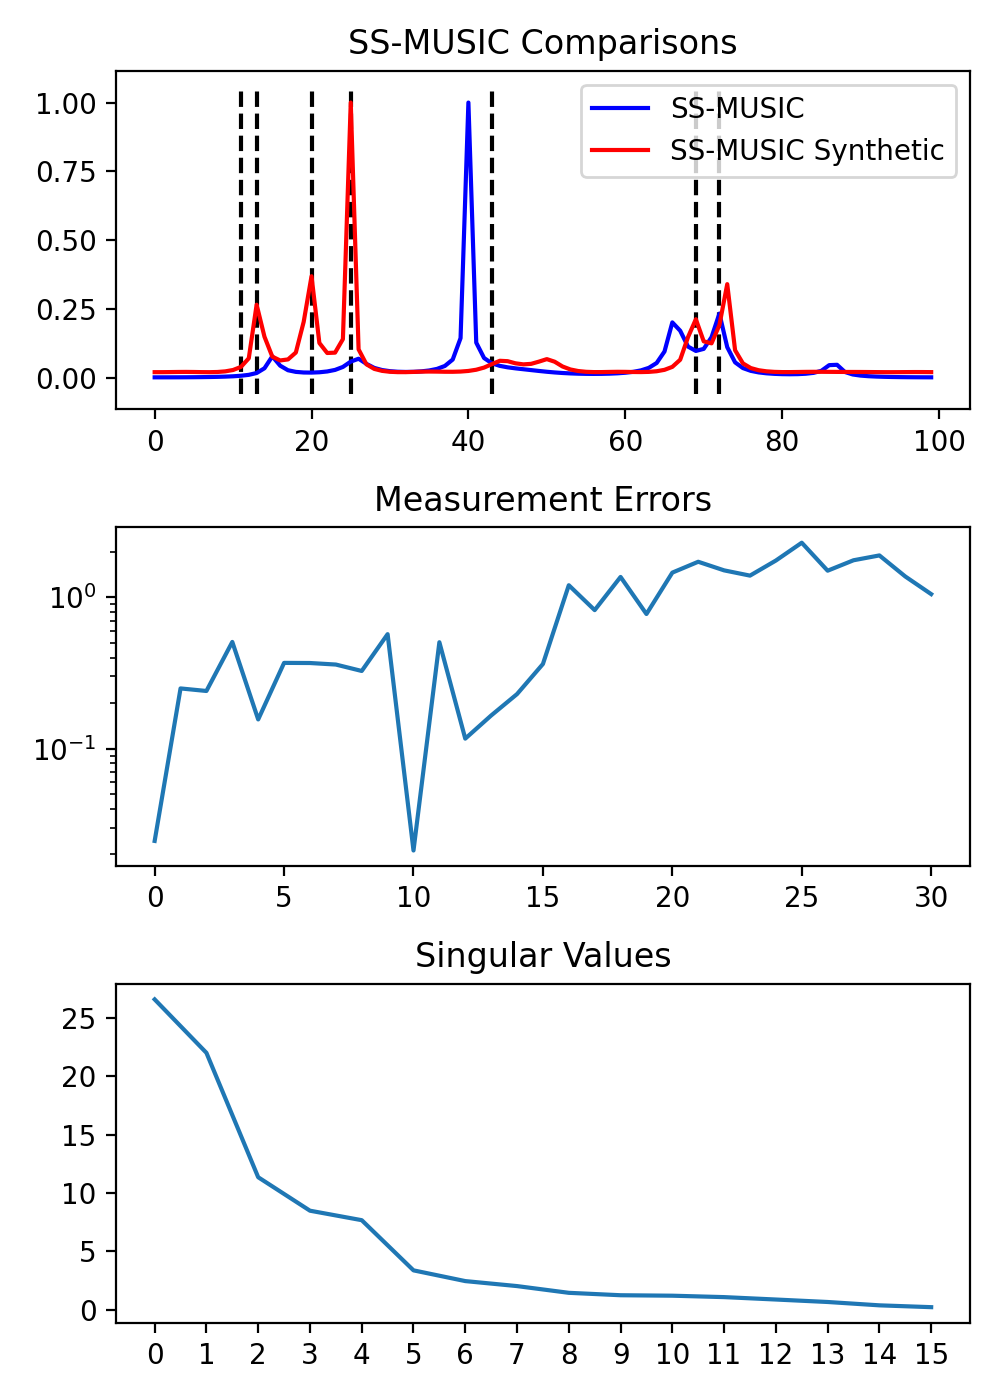 SS-MUSIC Comparisons
1.00
0.75
0.50
0.25
0.00
SS-MUSIC
SS-MUSIC Synthetic
0 20 40 60 80 100
Measurement Errors
10⁰
10⁻¹
0 5 10 15 20 25 30
Singular Values
25
20
15
10
5
0
0 1 2 3 4 5 6 7 8 9 10 11 12 13 14 15